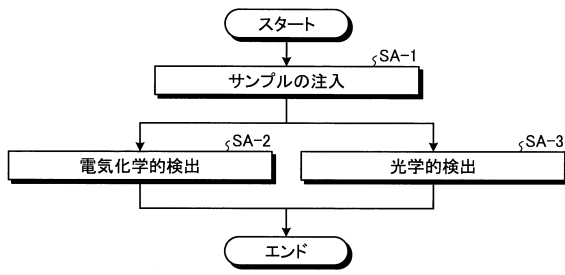 スタート
SA-1
サンプルの注入
SA-2
電気化学的検出
SA-3
光学的検出
エンド